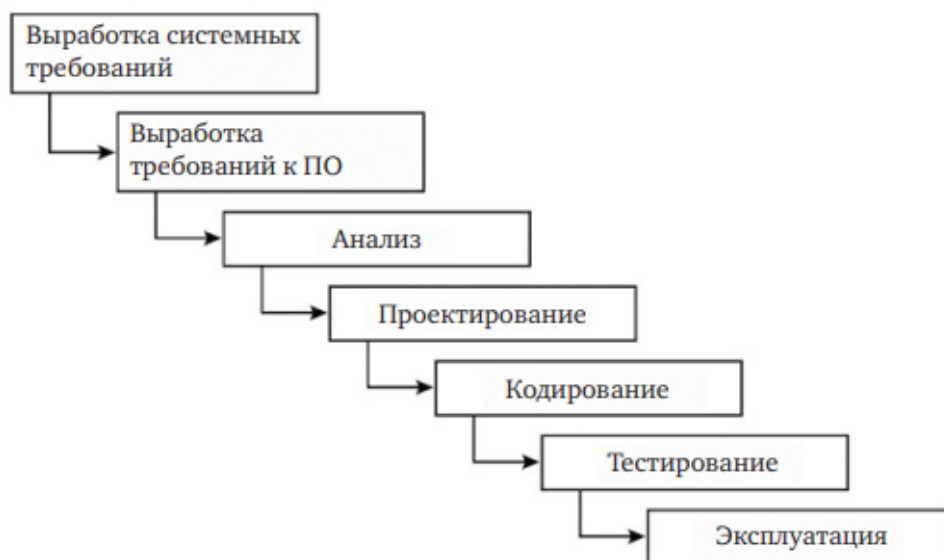 Выработка системных
требований
Выработка
требований к ПО
Анализ
Проектирование
Кодирование
Тестирование
Эксплуатация